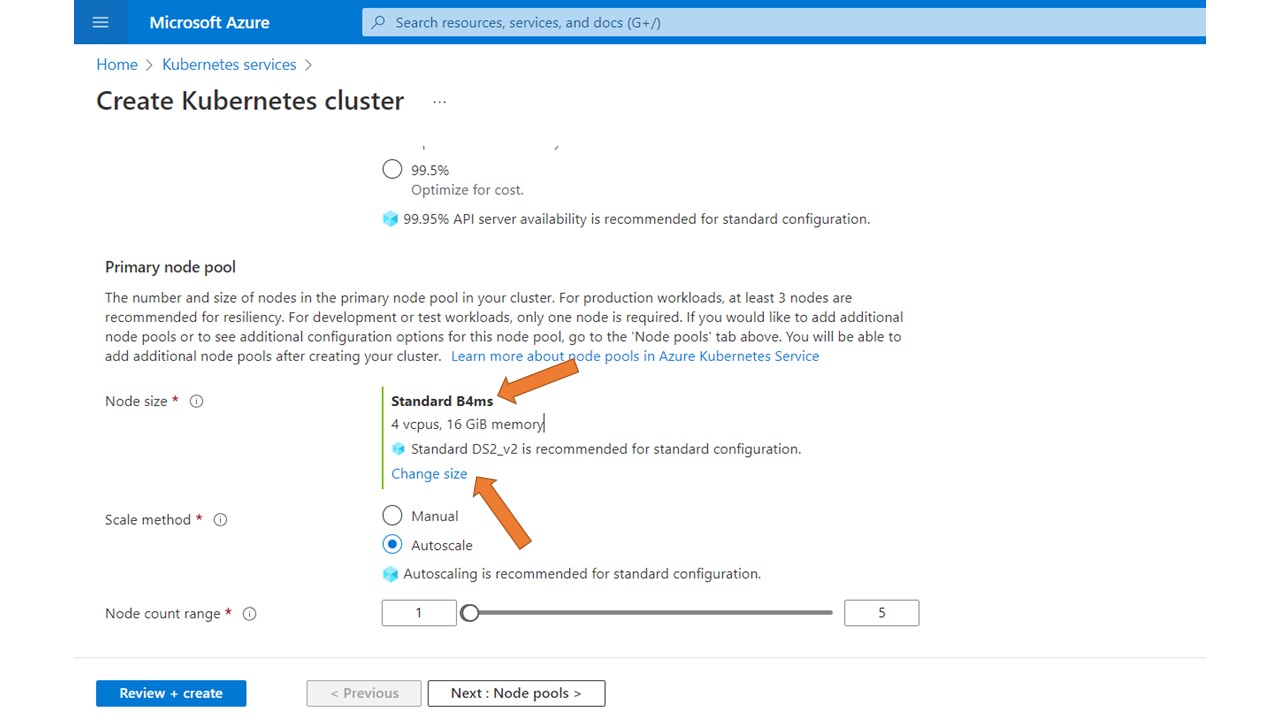 Microsoft Azure
Search resources, services, and docs (G+/)
Home > Kubernetes services >
Create Kubernetes cluster ...
99.5%
Optimize for cost.
99.95% API server availability is recommended for standard configuration.
Primary node pool
The number and size of nodes in the primary node pool in your cluster. For production workloads, at least 3 nodes are
recommended for resiliency. For development or test workloads, only one node is required. If you would like to add additional
node pools or to see additional configuration options for this node pool, go to the 'Node pools' tab above. You will be able to
add additional node pools after creating your cluster. Learn more about node pools in Azure Kubernetes Service
Node size *
Standard B4ms
4 vcpus, 16 GiB memory
Standard DS2_v2 is recommended for standard configuration.
Change size
Scale method *
Manual
Autoscale
Autoscaling is recommended for standard configuration.
Node count range * 1 5
Review + create < Previous Next : Node pools >